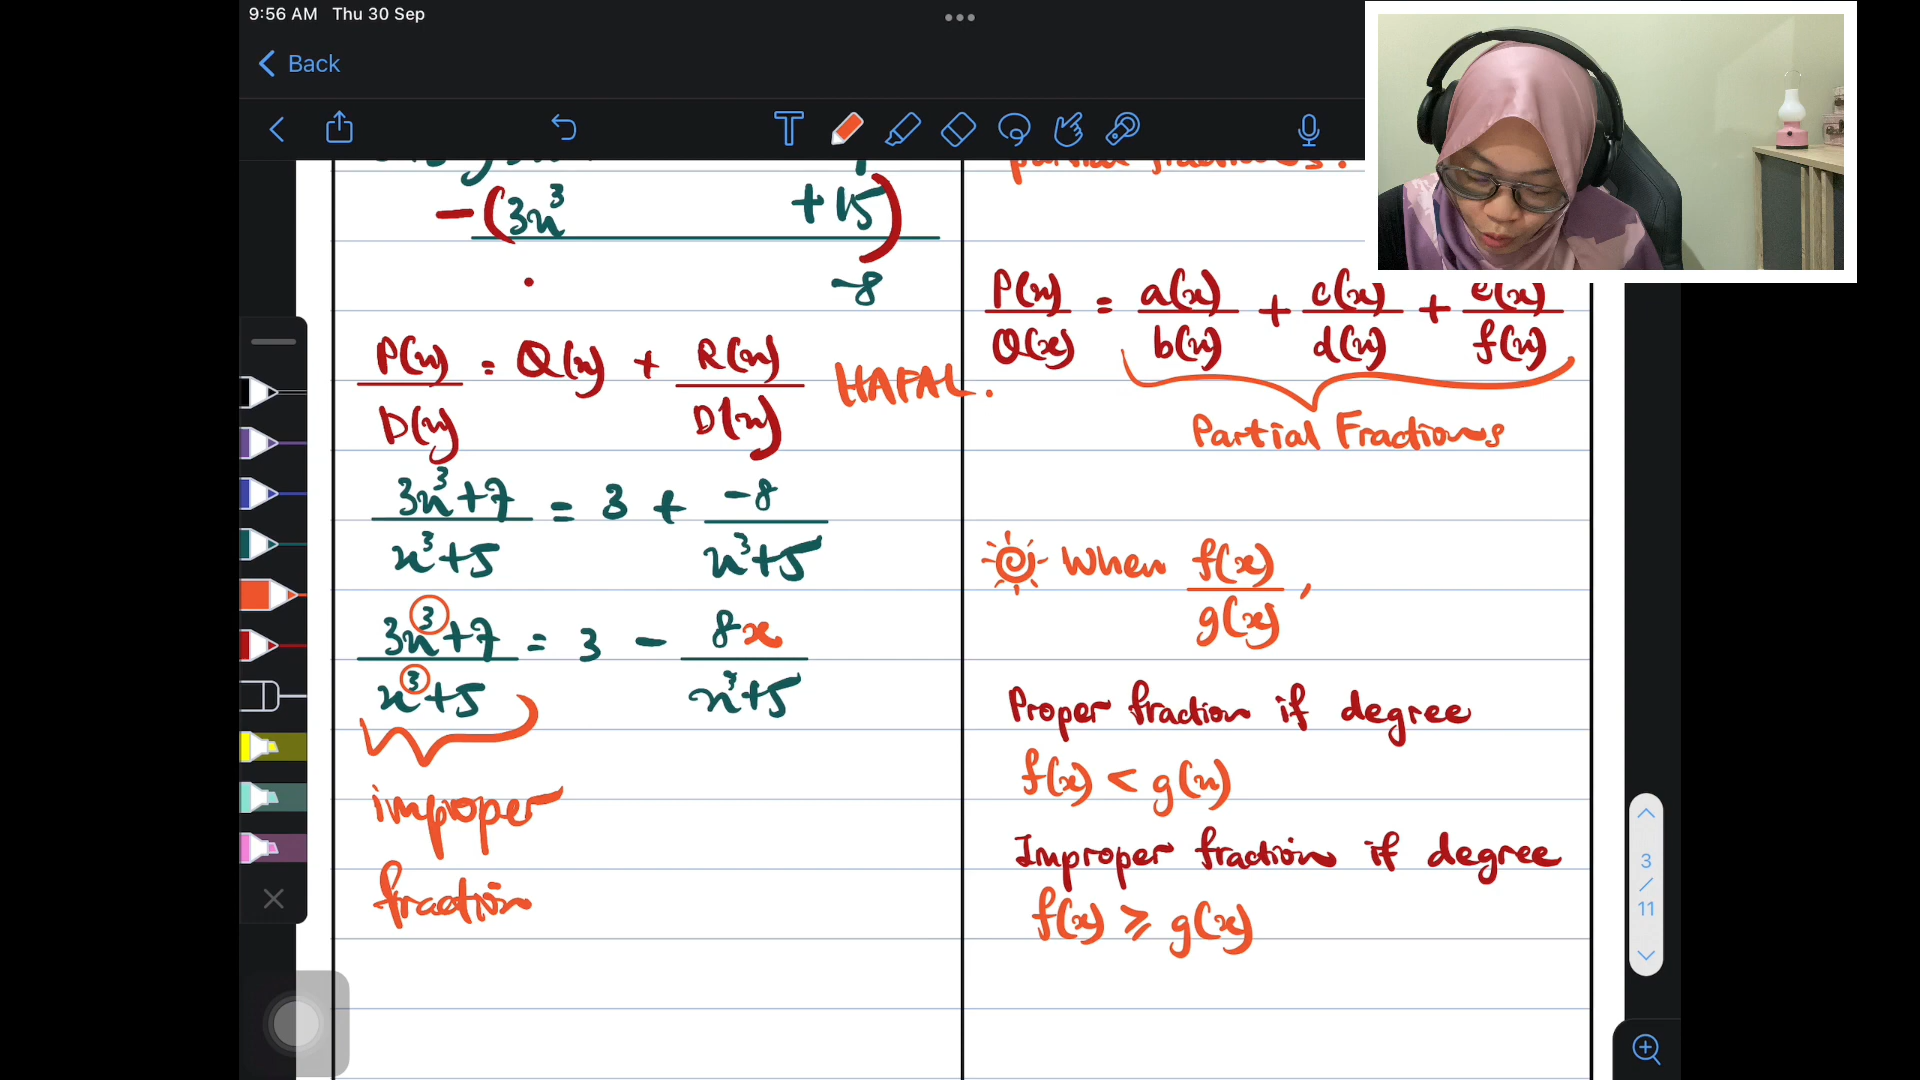 9:56 AM Thu 30 Sep
Back
-(3x³ +15)
-8
P(x)/D(x) = Q(x) + R(x)/D(x) HAFAL.
(3x³+7)/(x³+5) = 3 + -8/(x³+5)
(3x³+7)/(x³+5) = 3 - 8x/(x³+5)
improper
fraction
partial fractions.
P(x)/Q(x) = a(x)/b(x) + c(x)/d(x) + e(x)/f(x)
Partial Fractions
When f(x)/g(x),
Proper fraction if degree
f(x) < g(x)
Improper fraction if degree
f(x) ≥ g(x)
3
/
11